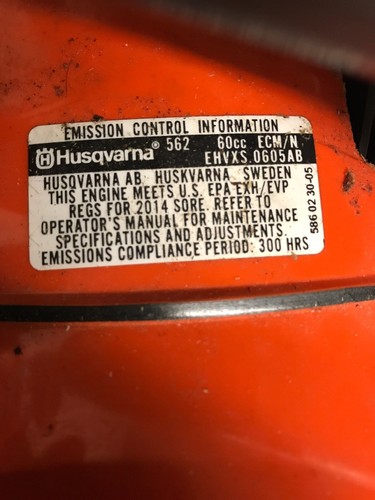 EMISSION CONTROL INFORMATION
Husqvarna® 562 60cc ECM/N
EHVXS.0605AB
HUSQVARNA AB, HUSKVARNA, SWEDEN
THIS ENGINE MEETS U.S. EPA EXH/EVP
REGS FOR 2014 SORE. REFER TO
OPERATOR'S MANUAL FOR MAINTENANCE
SPECIFICATIONS AND ADJUSTMENTS.
EMISSIONS COMPLIANCE PERIOD: 300 HRS
586 02 30-05